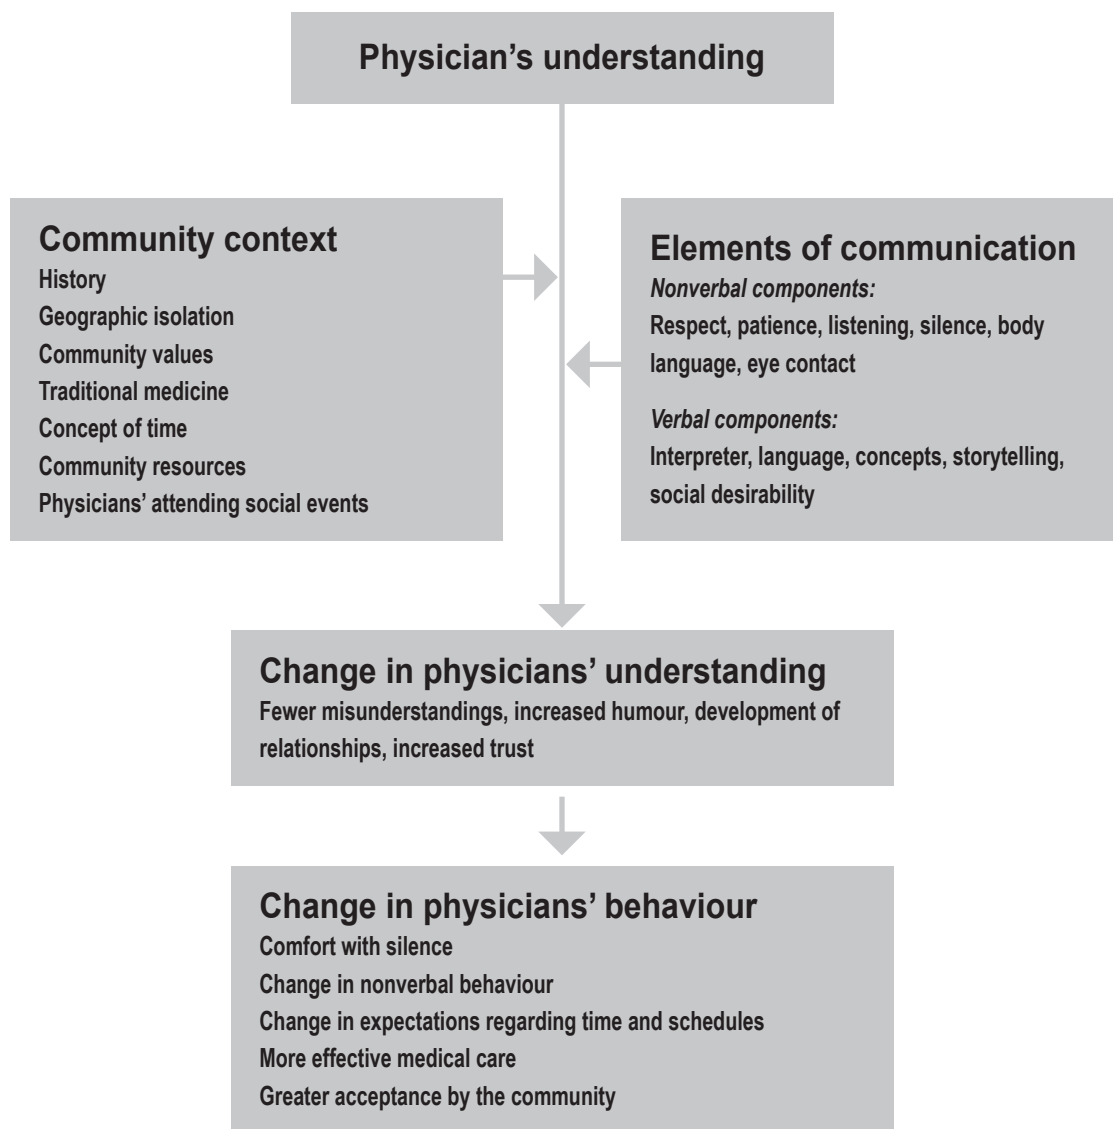 Physician’s understanding
Community context
History
Geographic isolation
Community values
Traditional medicine
Concept of time
Community resources
Physicians’ attending social events
Elements of communication
Nonverbal components:
Respect, patience, listening, silence, body
language, eye contact
Verbal components:
Interpreter, language, concepts, storytelling,
social desirability
Change in physicians’ understanding
Fewer misunderstandings, increased humour, development of
relationships, increased trust
Change in physicians’ behaviour
Comfort with silence
Change in nonverbal behaviour
Change in expectations regarding time and schedules
More effective medical care
Greater acceptance by the community